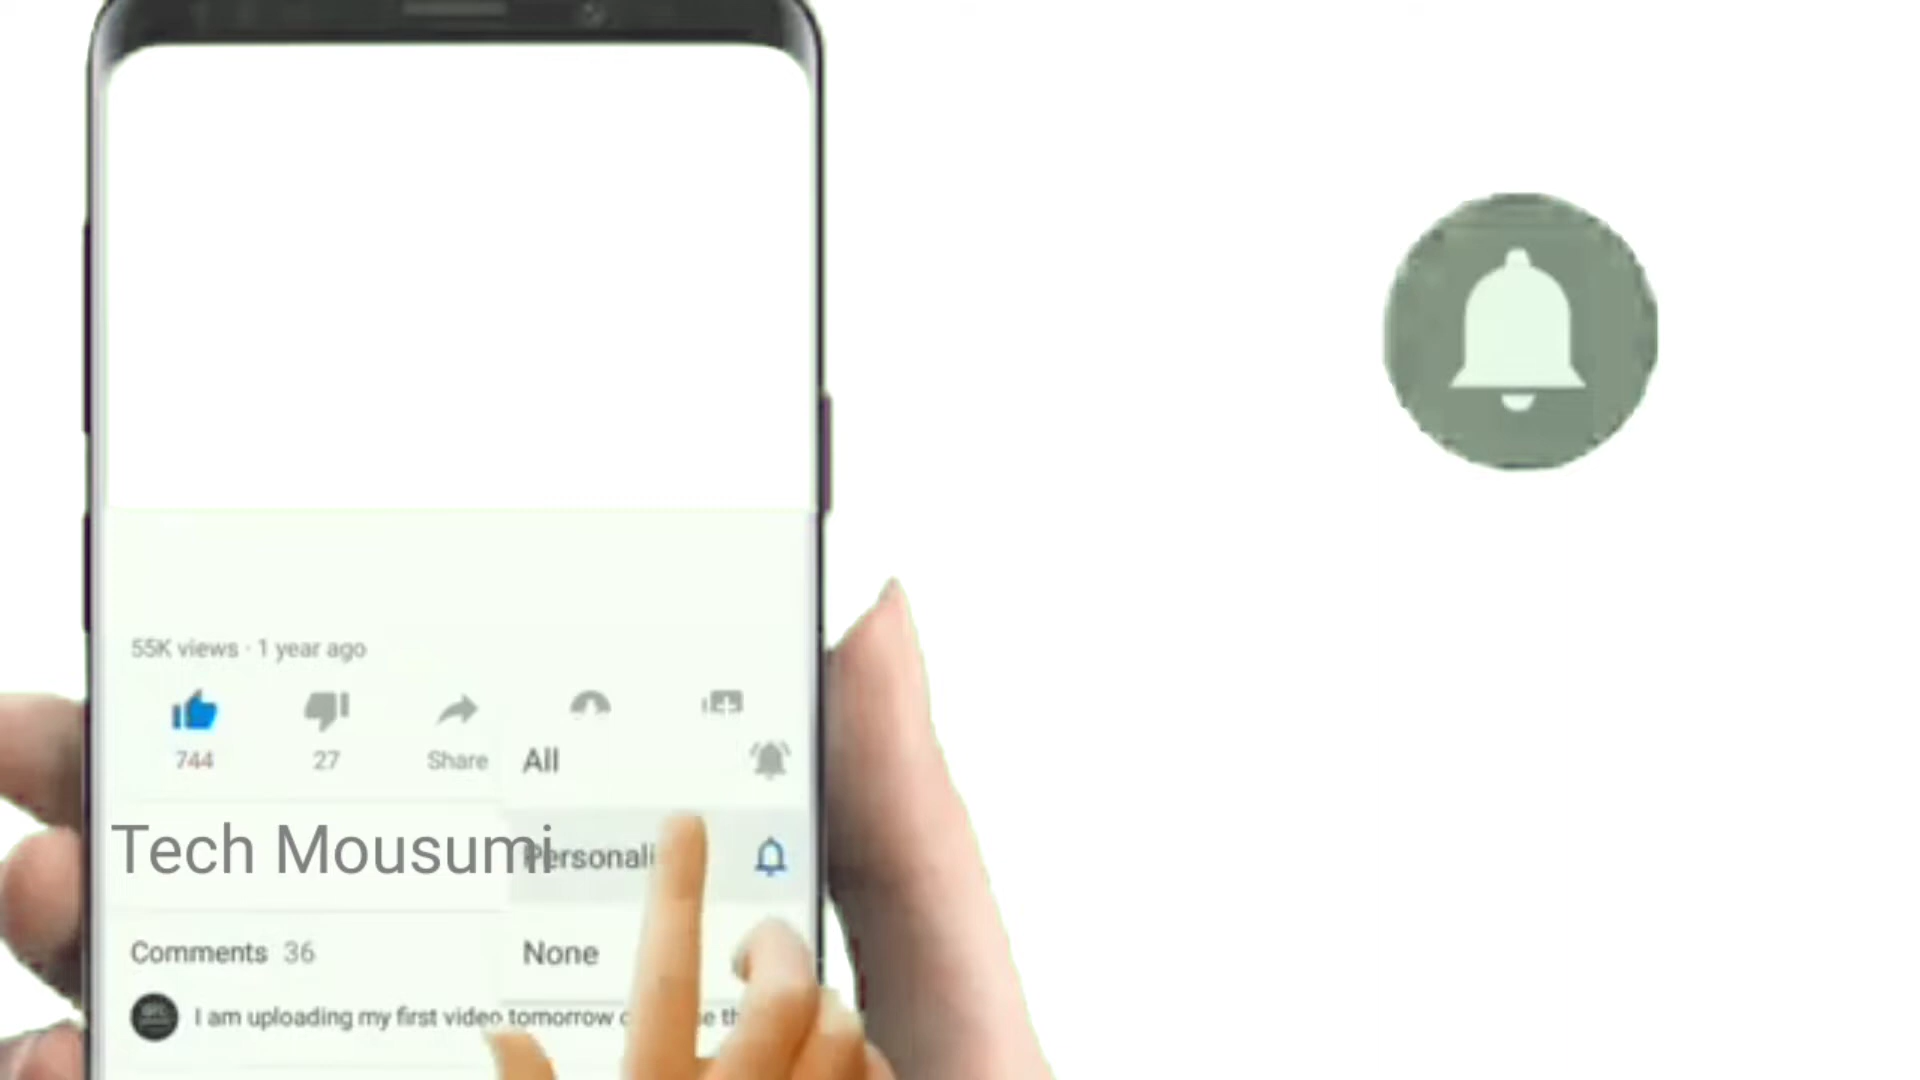 55K views · 1 year ago
744 27 Share
All
Tech Mousumi
None
Comments 36
I am uploading my first video tomorrow